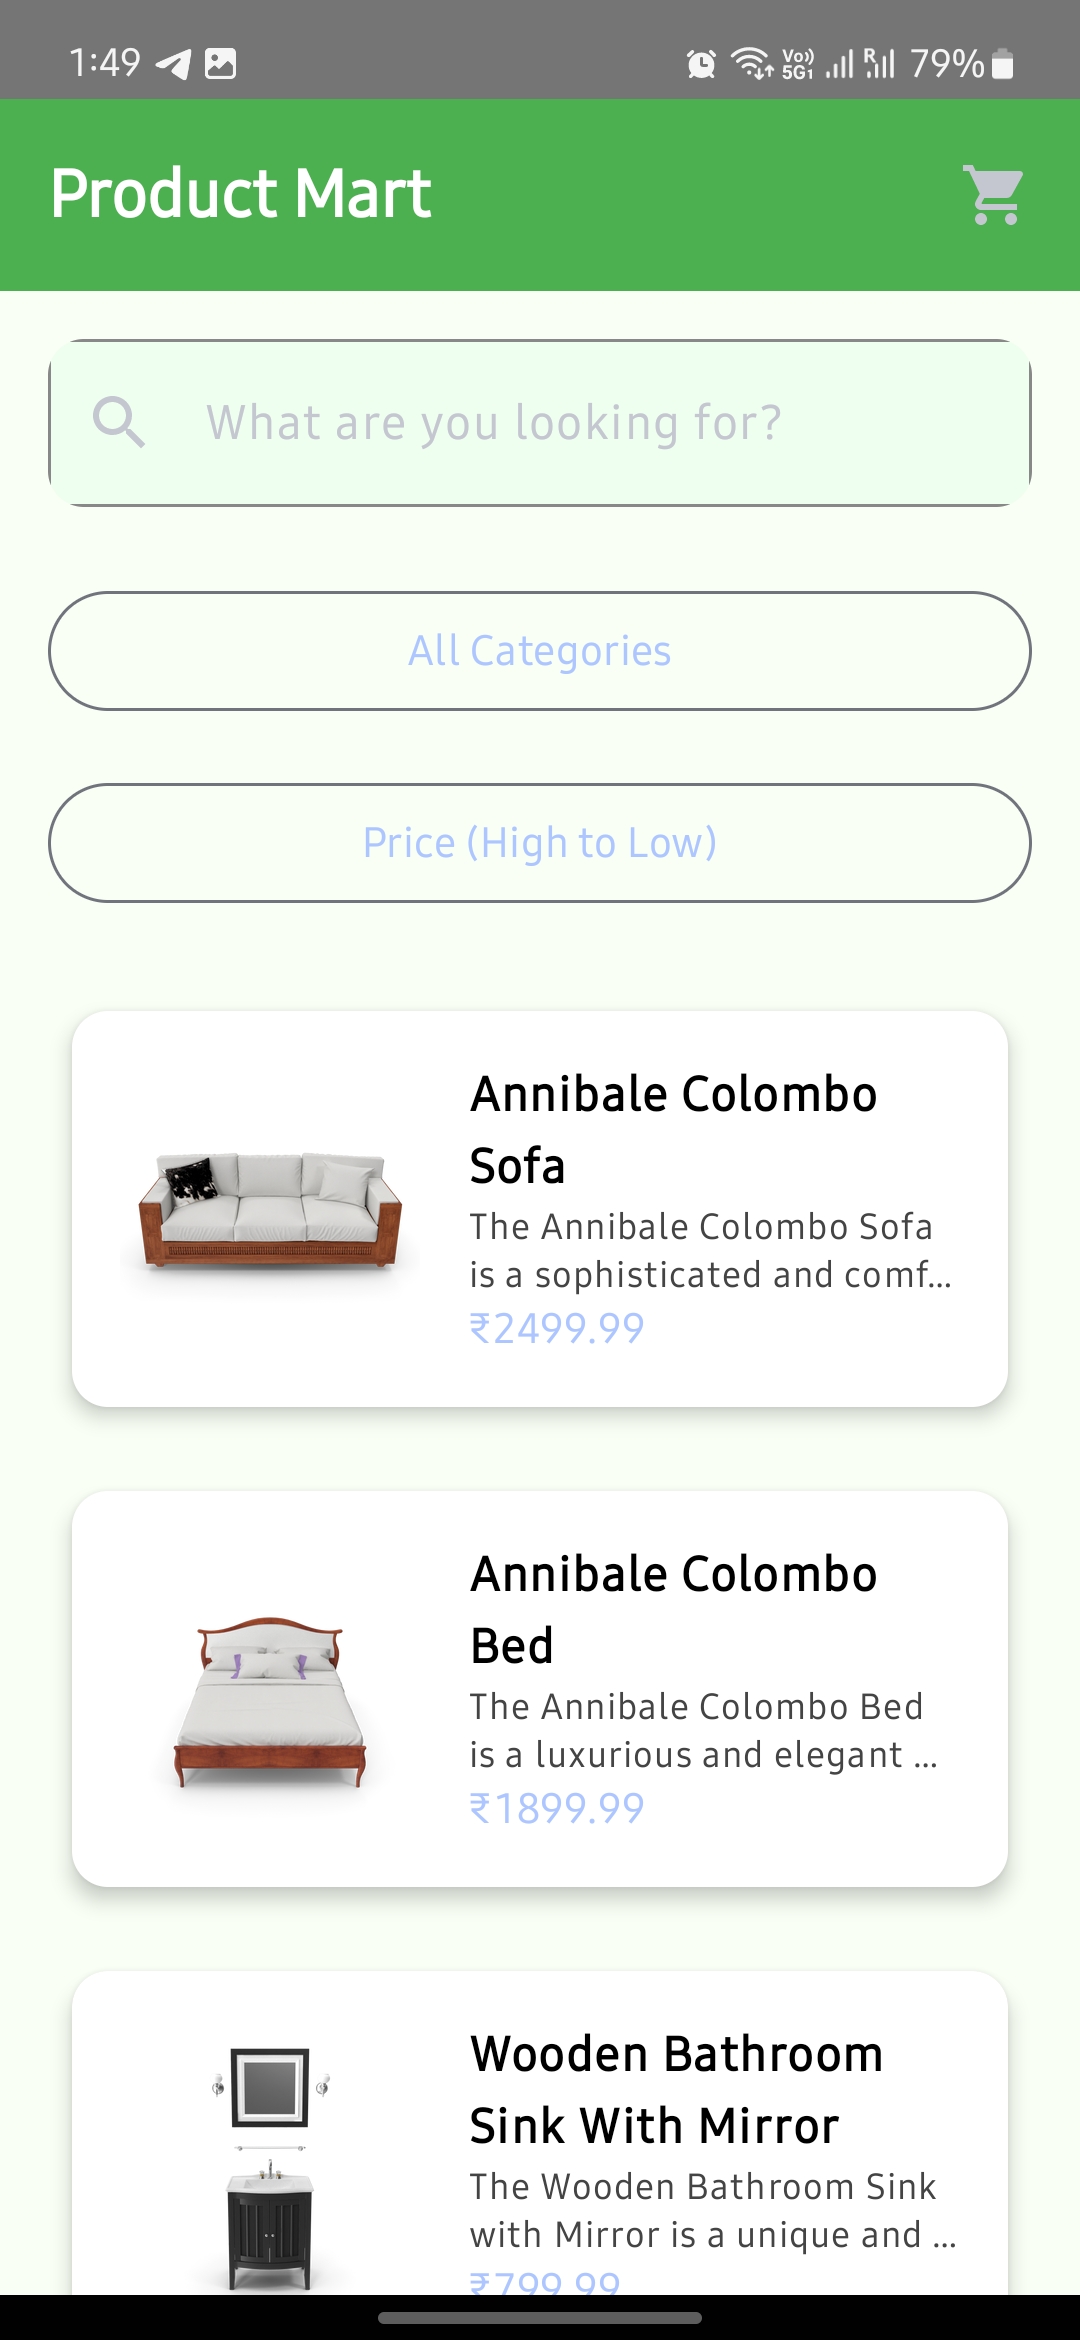 1:49
Vo)) 5G1 R 79%
Product Mart
What are you looking for?
All Categories
Price (High to Low)
Annibale Colombo
Sofa
The Annibale Colombo Sofa
is a sophisticated and comf...
₹2499.99
Annibale Colombo
Bed
The Annibale Colombo Bed
is a luxurious and elegant ...
₹1899.99
Wooden Bathroom
Sink With Mirror
The Wooden Bathroom Sink
with Mirror is a unique and ...
₹799.99